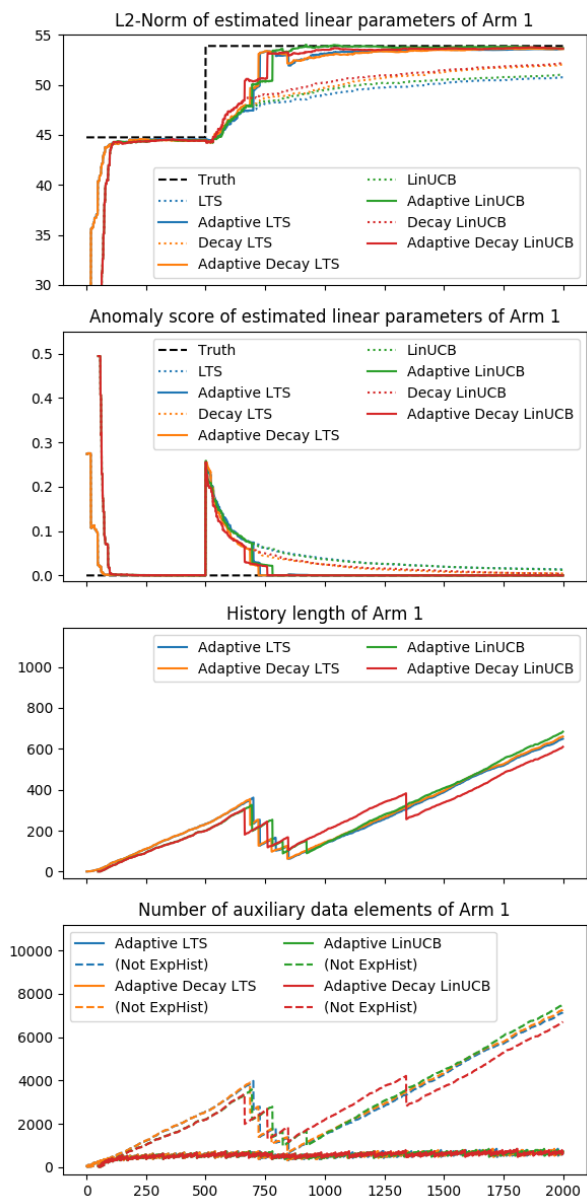 L2-Norm of estimated linear parameters of Arm 1
55
50
45
40
35
30
Truth
LTS
Adaptive LTS
Decay LTS
Adaptive Decay LTS
LinUCB
Adaptive LinUCB
Decay LinUCB
Adaptive Decay LinUCB
Anomaly score of estimated linear parameters of Arm 1
0.5
0.4
0.3
0.2
0.1
0.0
Truth
LTS
Adaptive LTS
Decay LTS
Adaptive Decay LTS
LinUCB
Adaptive LinUCB
Decay LinUCB
Adaptive Decay LinUCB
History length of Arm 1
1000
800
600
400
200
0
Adaptive LTS
Adaptive Decay LTS
Adaptive LinUCB
Adaptive Decay LinUCB
Number of auxiliary data elements of Arm 1
10000
8000
6000
4000
2000
0
Adaptive LTS
(Not ExpHist)
Adaptive Decay LTS
(Not ExpHist)
Adaptive LinUCB
(Not ExpHist)
Adaptive Decay LinUCB
(Not ExpHist)
0 250 500 750 1000 1250 1500 1750 2000